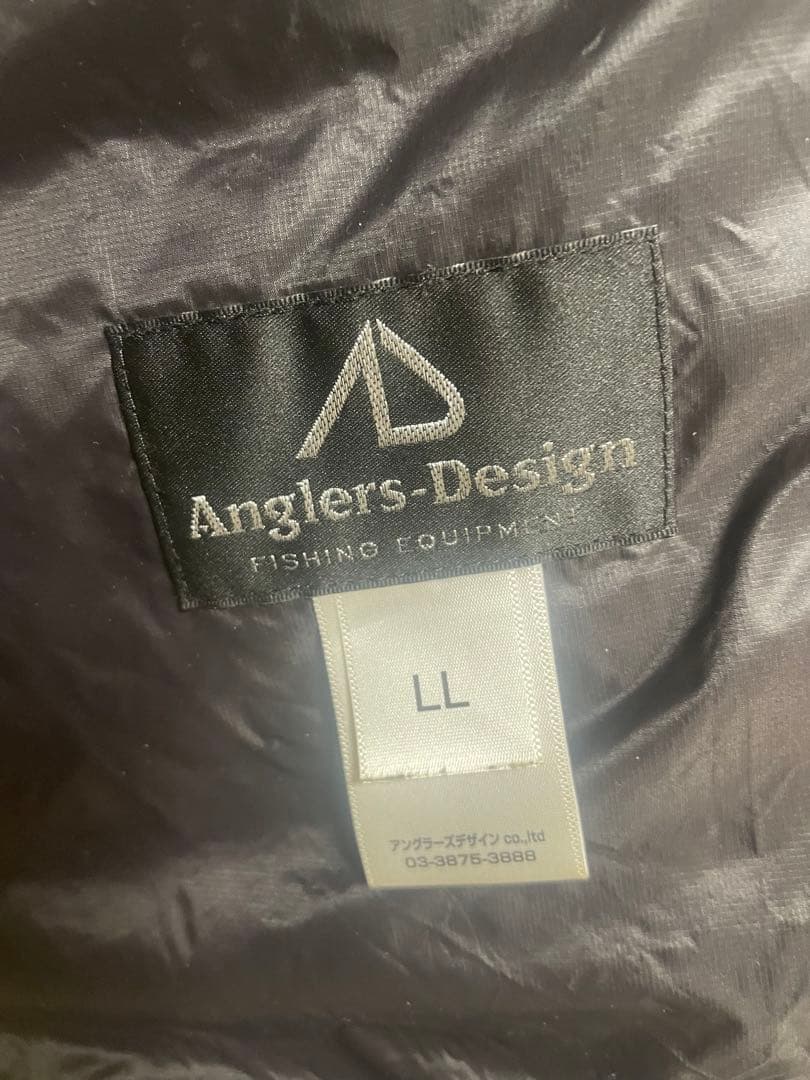 AD
Anglers-Design
FISHING EQUIPMENT
LL
アングラーズデザイン co.,ltd
03-3875-3888